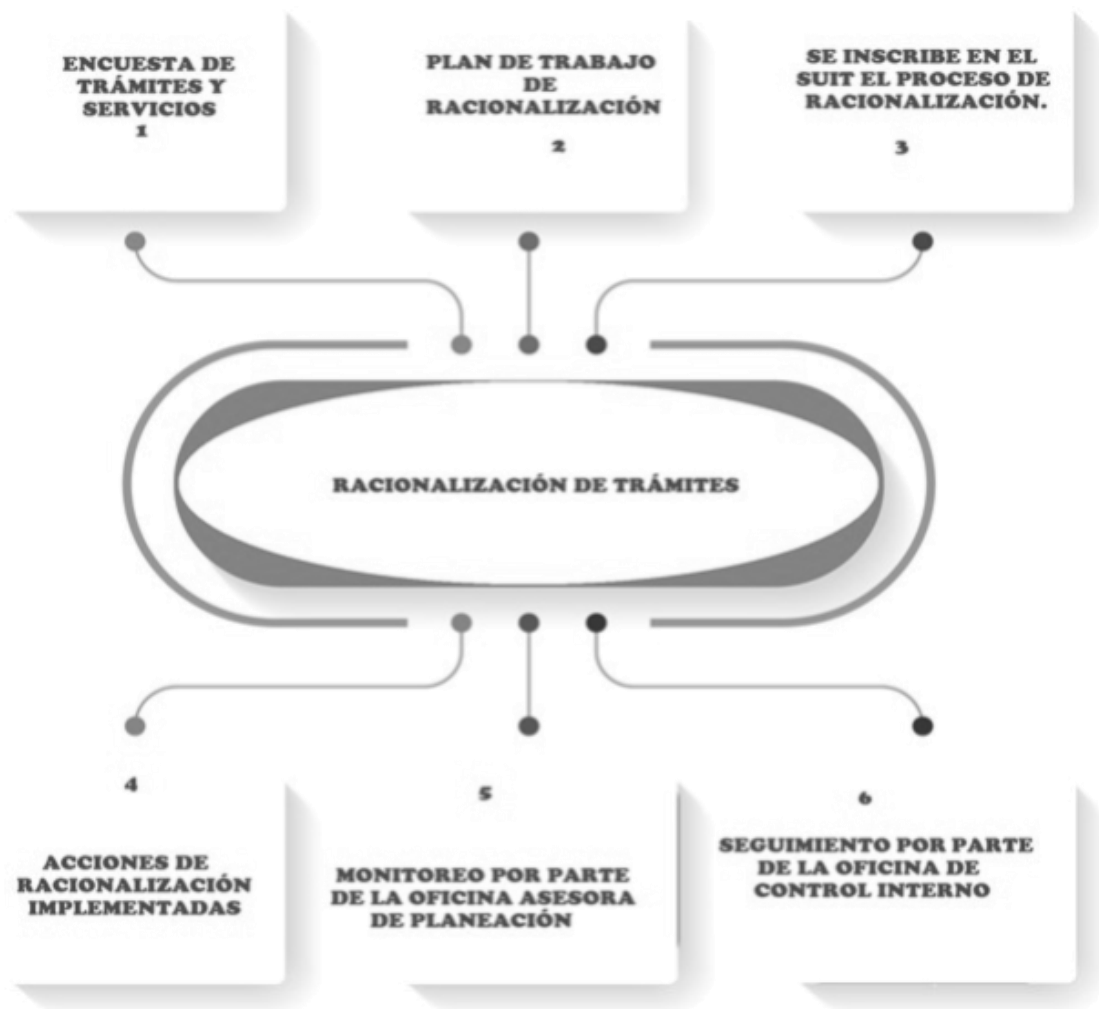 ENCUESTA DE
TRÁMITES Y
SERVICIOS
1
PLAN DE TRABAJO
DE
RACIONALIZACIÓN
2
SE INSCRIBE EN EL
SUIT EL PROCESO DE
RACIONALIZACIÓN.
3
RACIONALIZACIÓN DE TRÁMITES
4
ACCIONES DE
RACIONALIZACIÓN
IMPLEMENTADAS
5
MONITOREO POR PARTE
DE LA OFICINA ASESORA
DE PLANEACIÓN
6
SEGUIMIENTO POR PARTE
DE LA OFICINA DE
CONTROL INTERNO